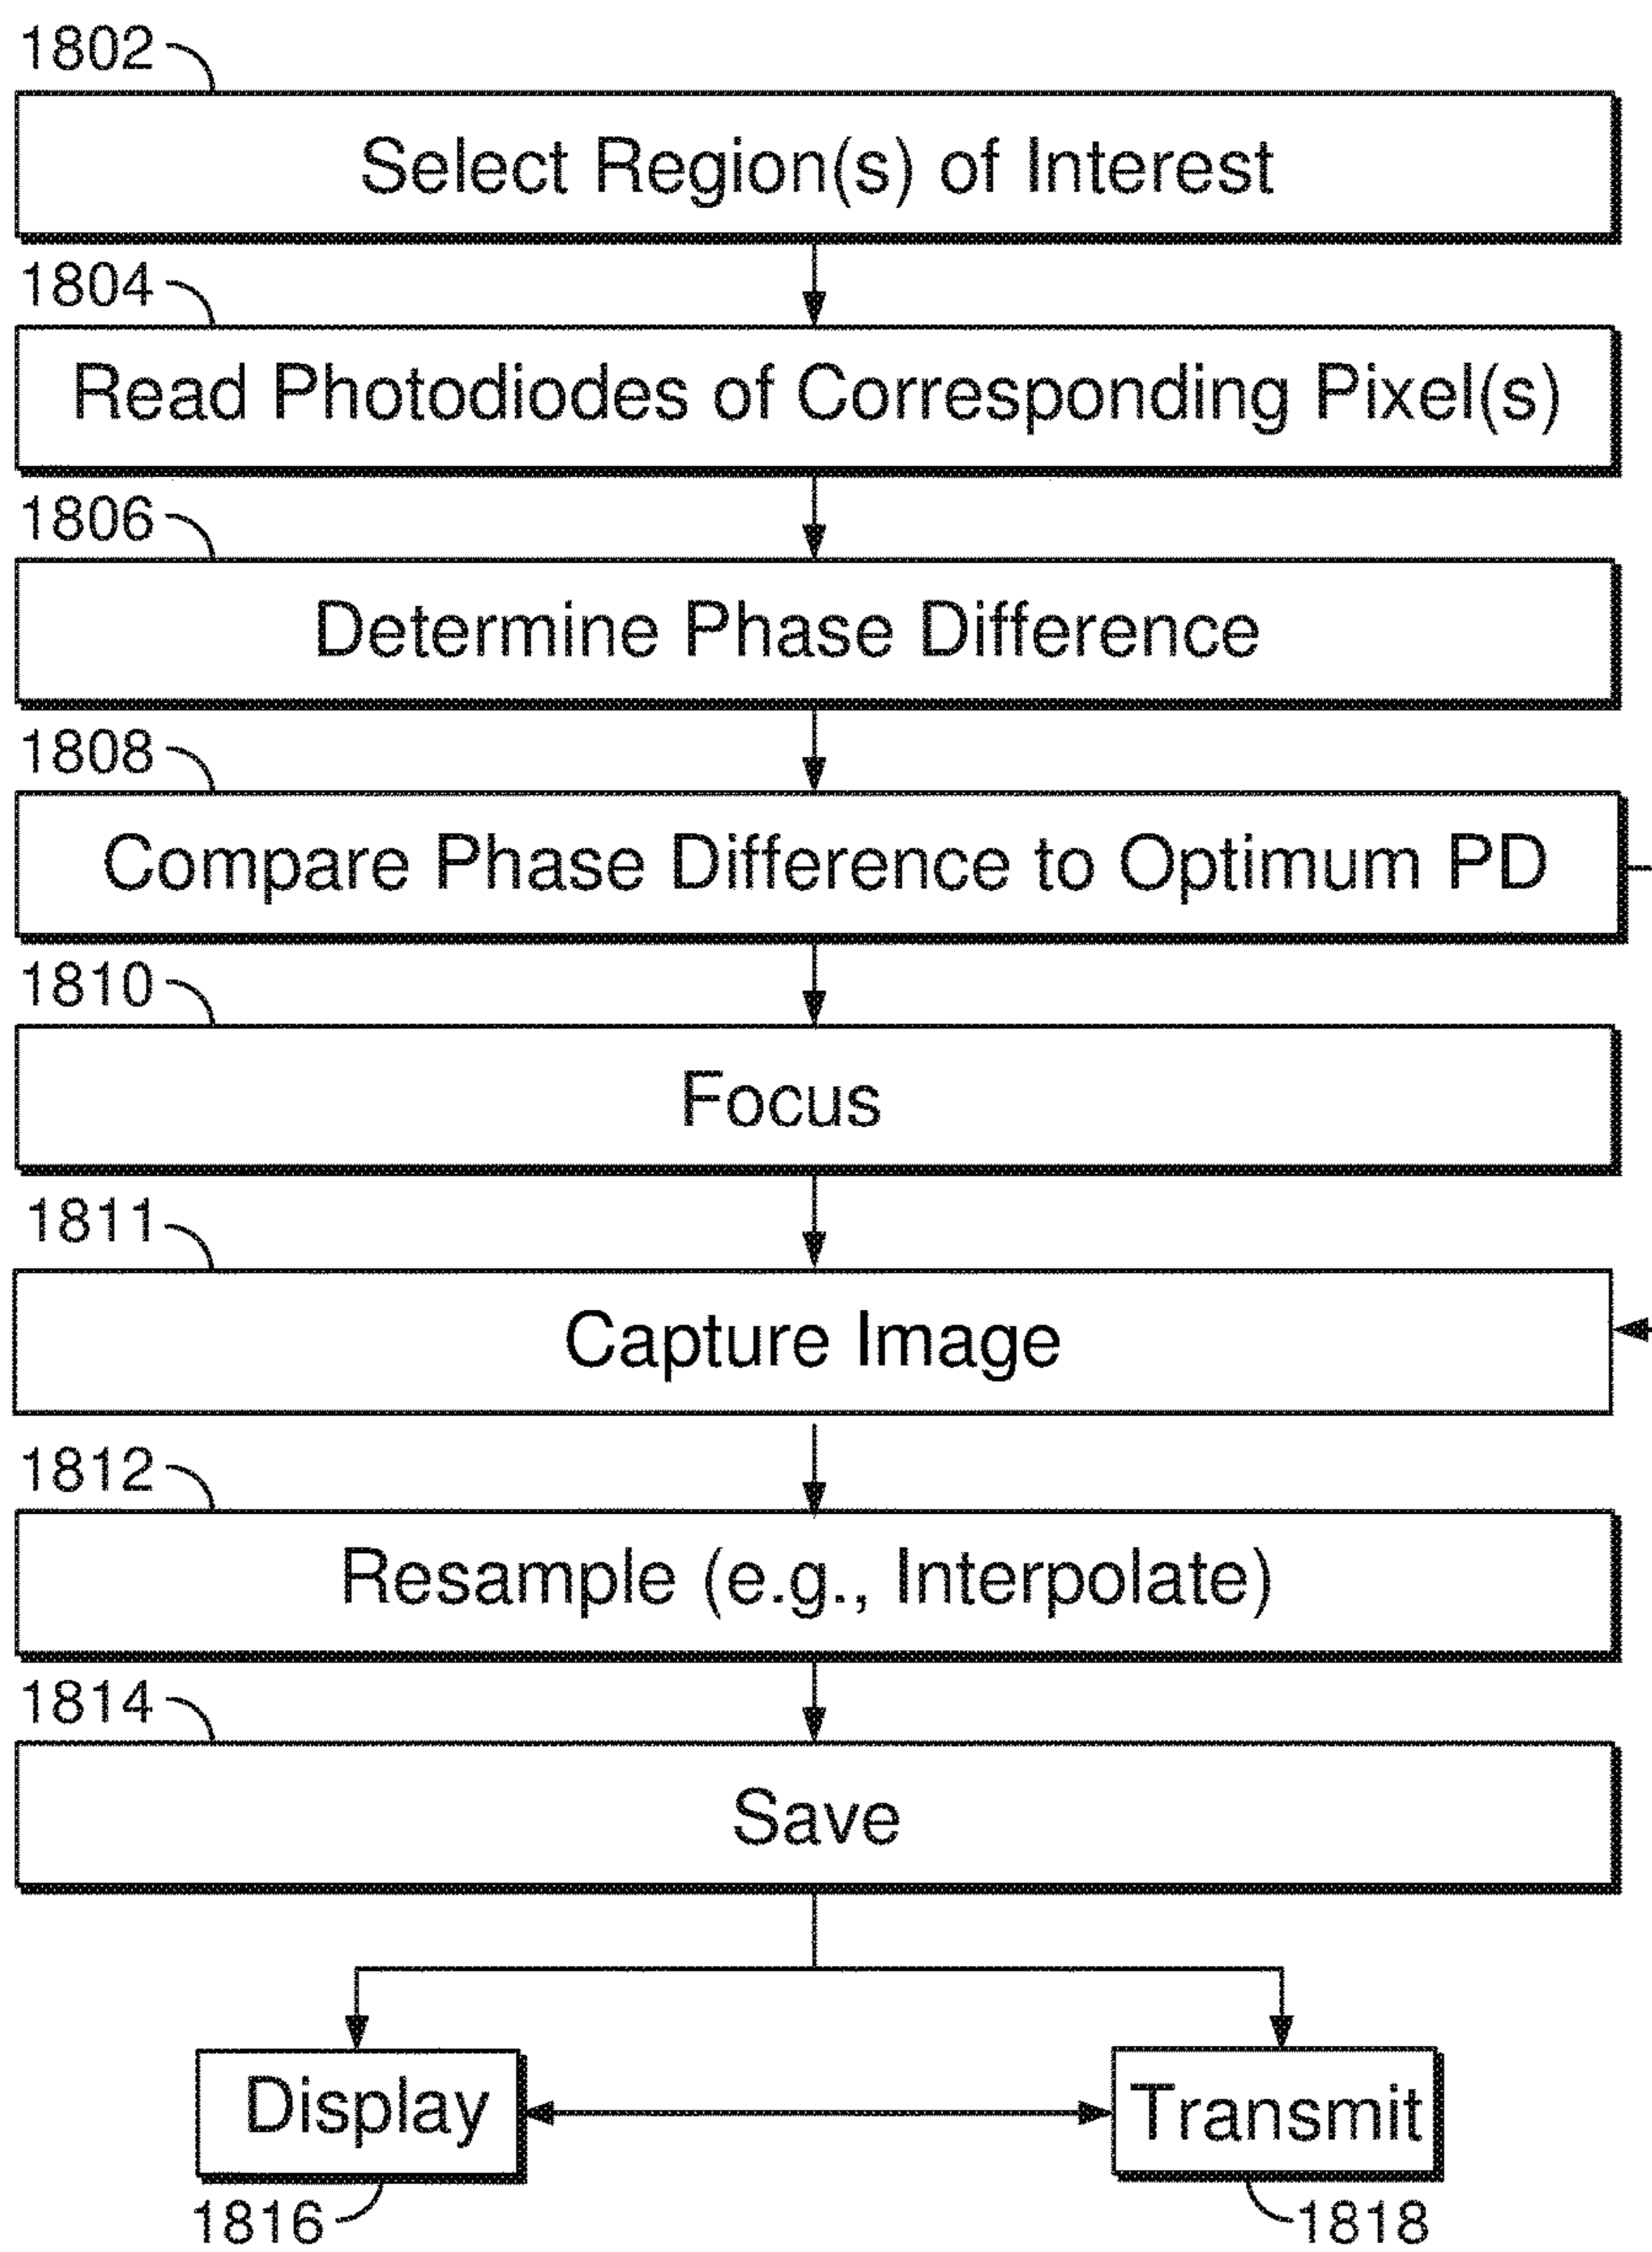 1802
Select Region(s) of Interest
1804
Read Photodiodes of Corresponding Pixel(s)
1806
Determine Phase Difference
1808
Compare Phase Difference to Optimum PD
1810
Focus
1811
Capture Image
1812
Resample (e.g., Interpolate)
1814
Save
Display
Transmit
1816
1818